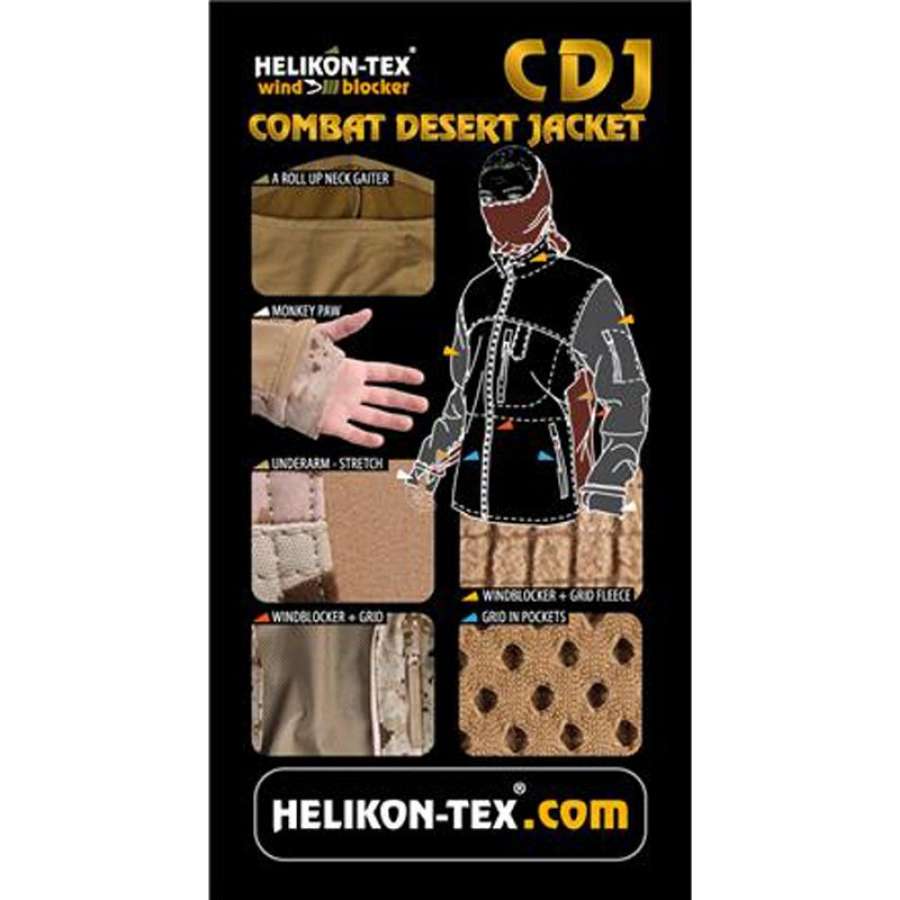 HELIKON-TEX®
wind blocker
CDJ
COMBAT DESERT JACKET
A ROLL UP NECK GAITER
MONKEY PAW
UNDERARM - STRETCH
WINDBLOCKER + GRID FLEECE
WINDBLOCKER + GRID
GRID IN POCKETS
HELIKON-TEX®.com